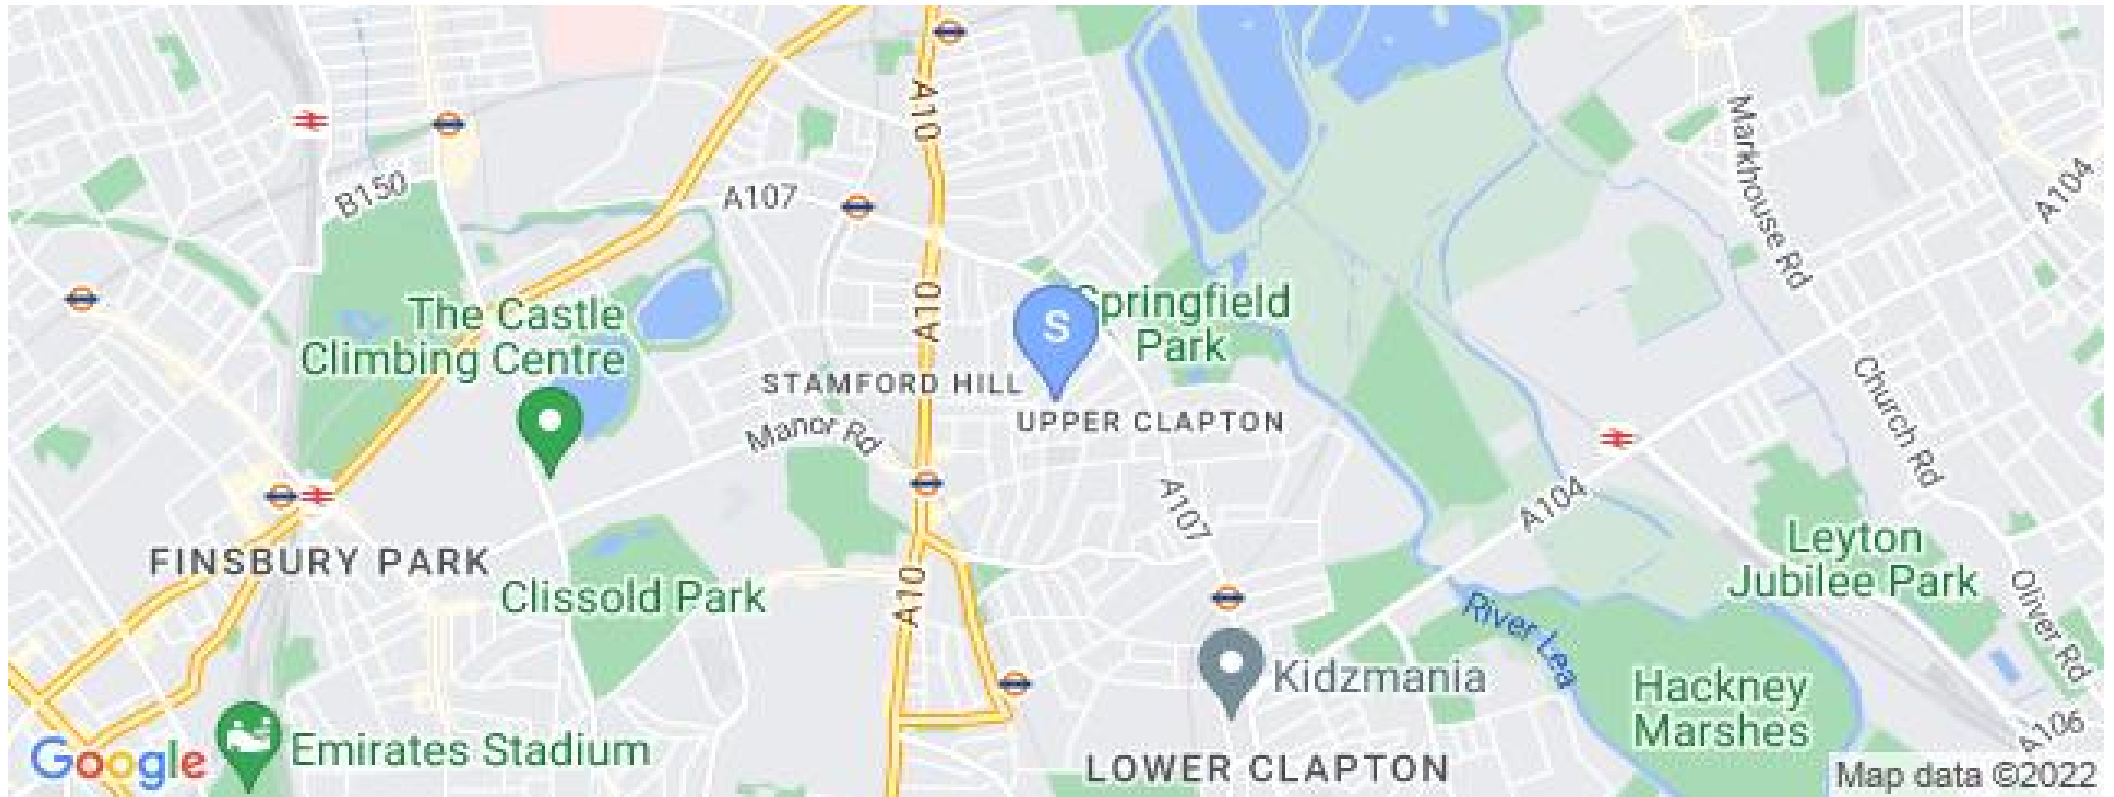 A10
Markhouse Rd
A104
B150
A107
A10
Springfield
Park
The Castle
Climbing Centre
S
STAMFORD HILL
UPPER CLAPTON
Church Rd
Manor Rd
A107
A104
FINSBURY PARK
Clissold Park
A10
Leyton
Jubilee Park
Oliver Rd
River Lea
Kidzmania
Hackney
Marshes
Google
Emirates Stadium
LOWER CLAPTON
A106
Map data ©2022